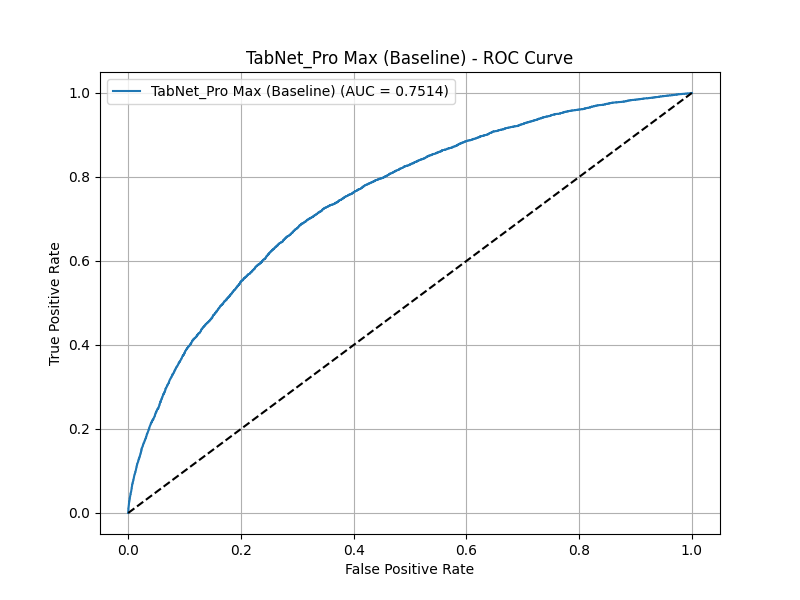 TabNet_Pro Max (Baseline) - ROC Curve
TabNet_Pro Max (Baseline) (AUC = 0.7514)
True Positive Rate
1.0
0.8
0.6
0.4
0.2
0.0
0.0 0.2 0.4 0.6 0.8 1.0
False Positive Rate